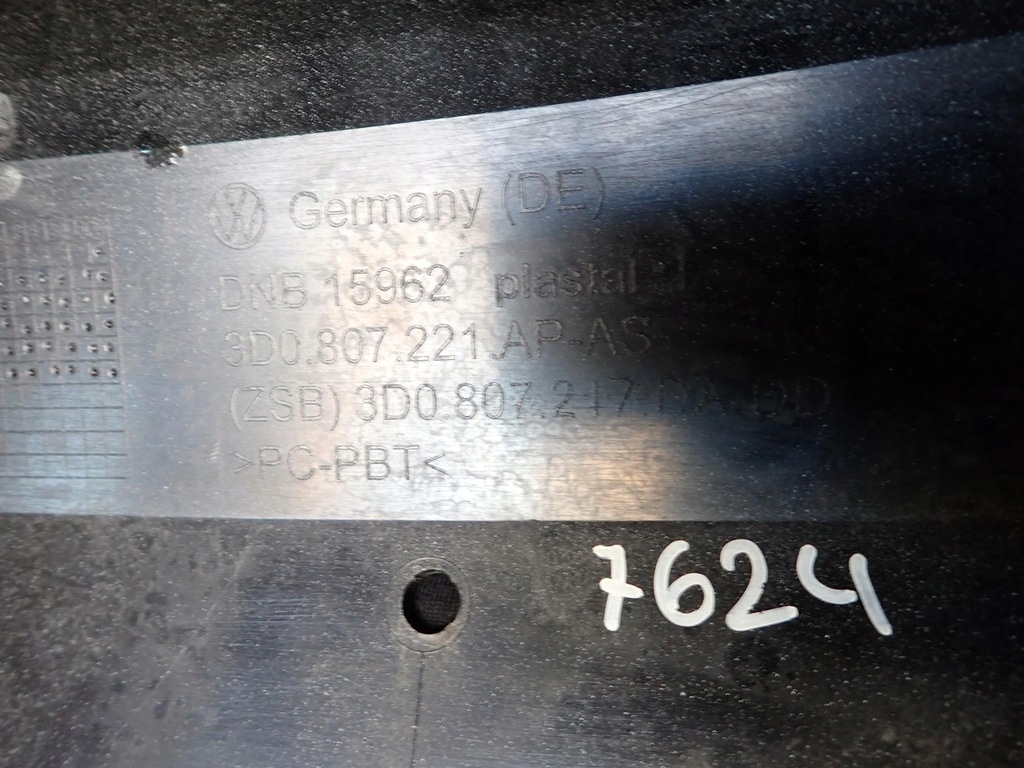 Germany (DE)
DNB 15962 plastal
3D0.807.221.AP-AS
(ZSB) 3D0.807.217
>PC-PBT<
7624